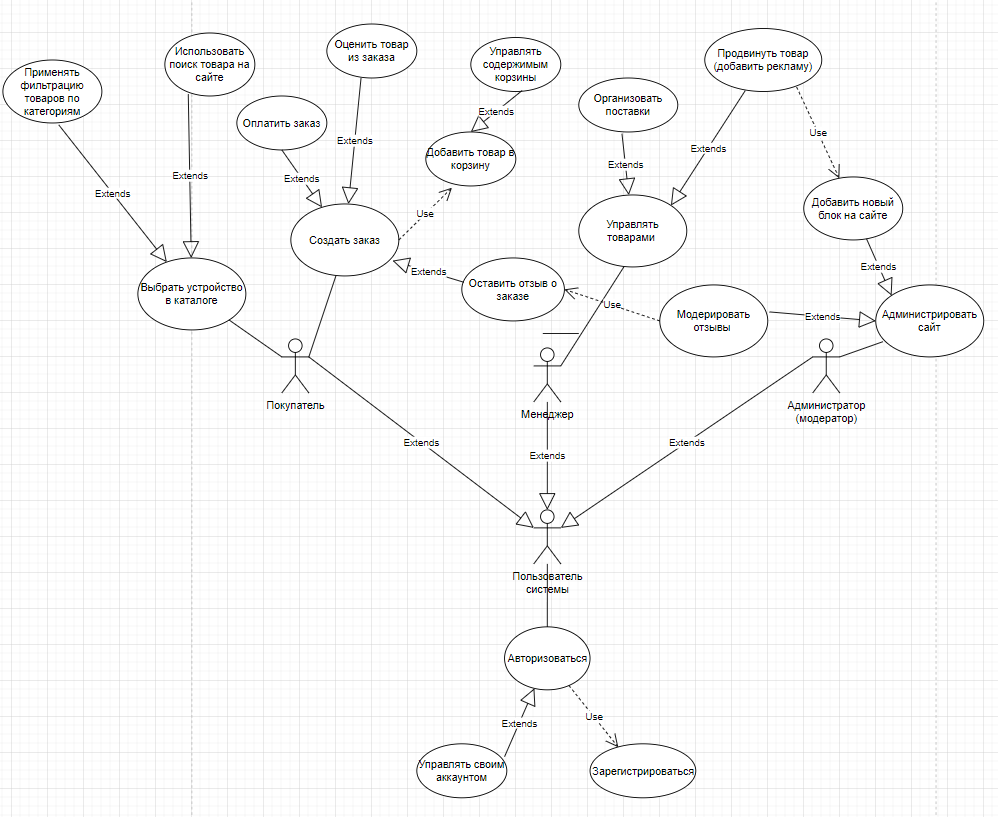 Использовать
поиск товара на
сайте
Оценить товар
из заказа
Управлять
содержимым
корзины
Продвинуть товар
(добавить рекламу)
Применять
фильтрацию
товаров по
категориям
Организовать
поставки
Оплатить заказ
Extends
Use
Extends
Extends
Добавить товар в
корзину
Extends
Extends
Extends
Extends
Extends
Добавить новый
блок на сайте
Use
Управлять
товарами
Создать заказ
Extends
Extends
Выбрать устройство
в каталоге
Оставить отзыв о
заказе
Use
Модерировать
отзывы
Extends
Администрировать
сайт
Покупатель
Менеджер
Администратор
(модератор)
Extends
Extends
Extends
Пользователь
системы
Авторизоваться
Extends
Use
Управлять своим
аккаунтом
Зарегистрироваться